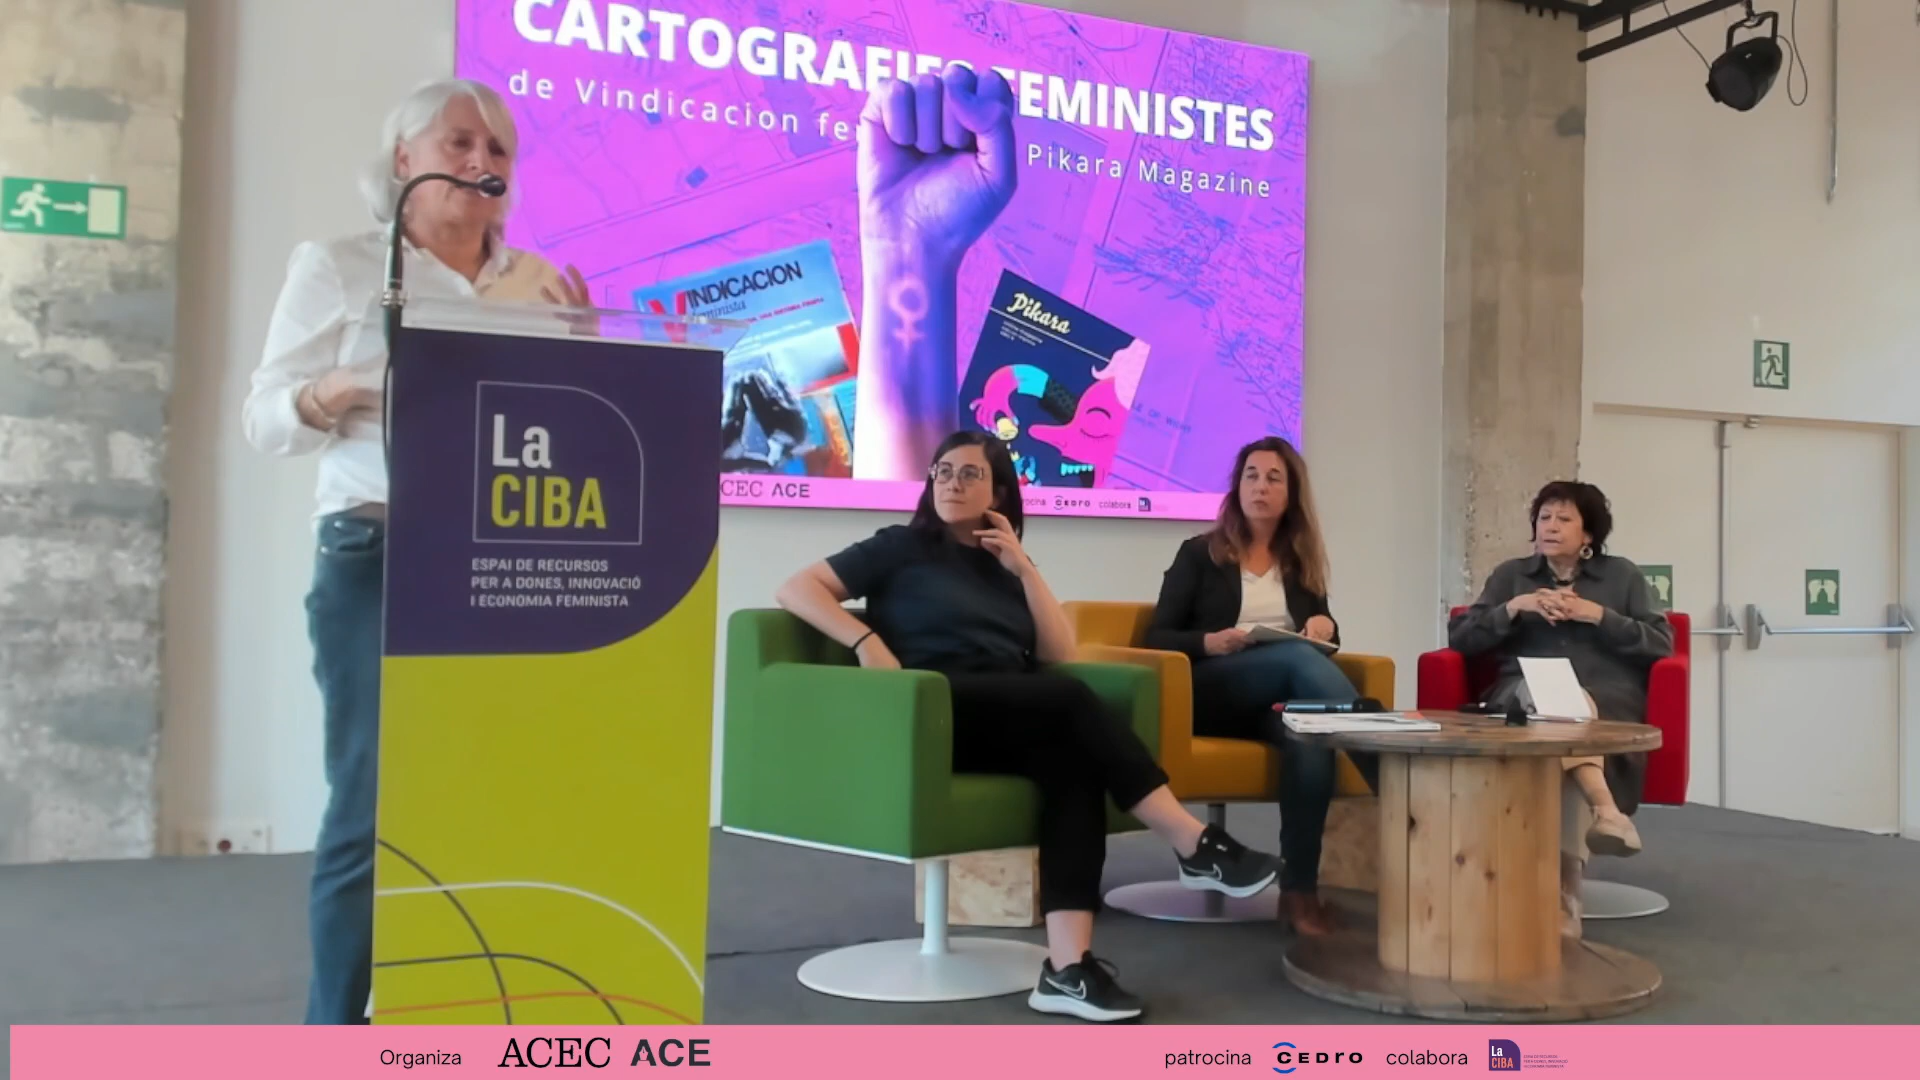 CARTOGRAFIES FEMINISTES
de Vindicacion fe
Pikara Magazine
VINDICACION
feminista
Pikara
ACEC ACE
CEDRO colabora
La
CIBA
ESPAI DE RECURSOS
PER A DONES, INNOVACIÓ
I ECONOMIA FEMINISTA
Organiza ACEC ACE patrocina CEDRO colabora La CIBA